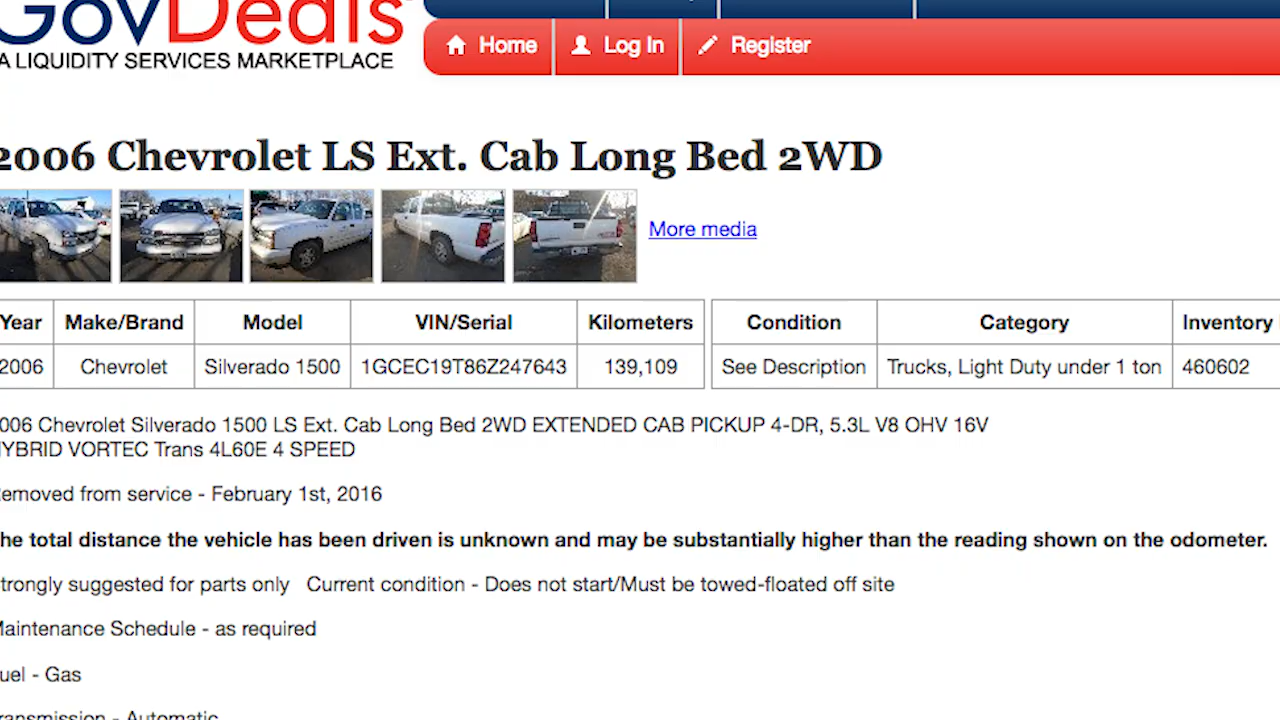 GovDeals
A LIQUIDITY SERVICES MARKETPLACE
Home Log In Register
2006 Chevrolet LS Ext. Cab Long Bed 2WD
More media
Year Make/Brand Model VIN/Serial Kilometers Condition Category Inventory
2006 Chevrolet Silverado 1500 1GCEC19T86Z247643 139,109 See Description Trucks, Light Duty under 1 ton 460602
006 Chevrolet Silverado 1500 LS Ext. Cab Long Bed 2WD EXTENDED CAB PICKUP 4-DR, 5.3L V8 OHV 16V
YBRID VORTEC Trans 4L60E 4 SPEED
emoved from service - February 1st, 2016
he total distance the vehicle has been driven is unknown and may be substantially higher than the reading shown on the odometer.
trongly suggested for parts only Current condition - Does not start/Must be towed-floated off site
Maintenance Schedule - as required
uel - Gas
ransmission - Automatic